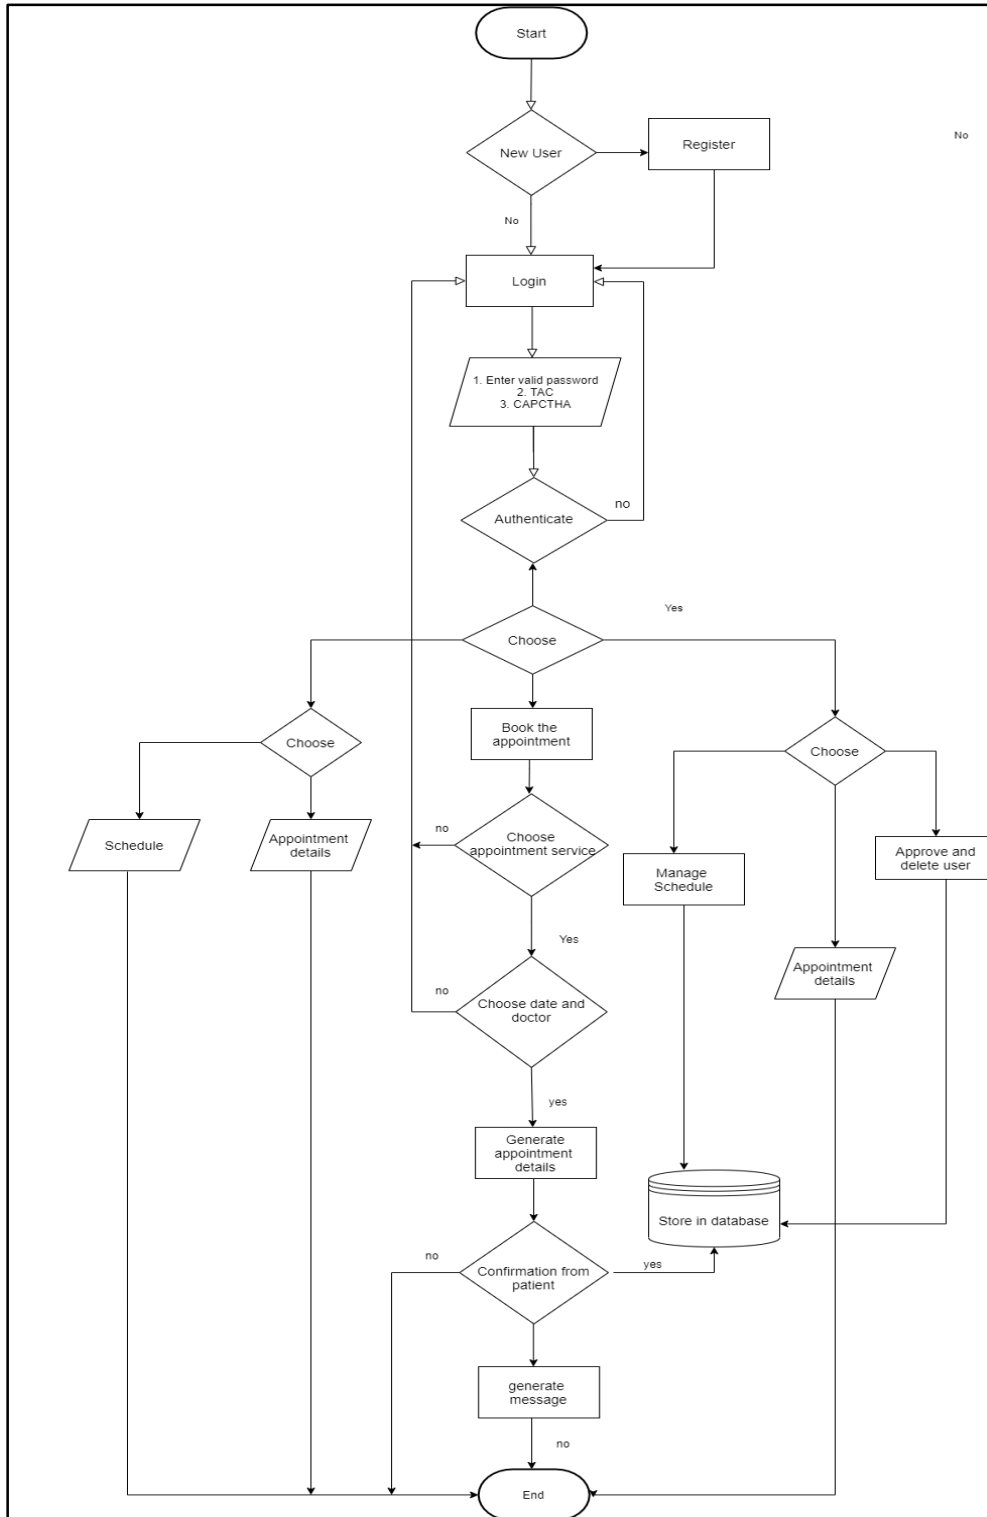 Start
New User
Register
No
No
Login
1. Enter valid password
2. TAC
3. CAPCTHA
Authenticate
no
Choose
Yes
Choose
Book the
appointment
Choose
Schedule
Appointment
details
no
Choose
appointment service
Manage
Schedule
Approve and
delete user
Yes
Appointment
details
no
Choose date and
doctor
yes
Generate
appointment
details
Store in database
no
Confirmation from
patient
yes
generate
message
no
End